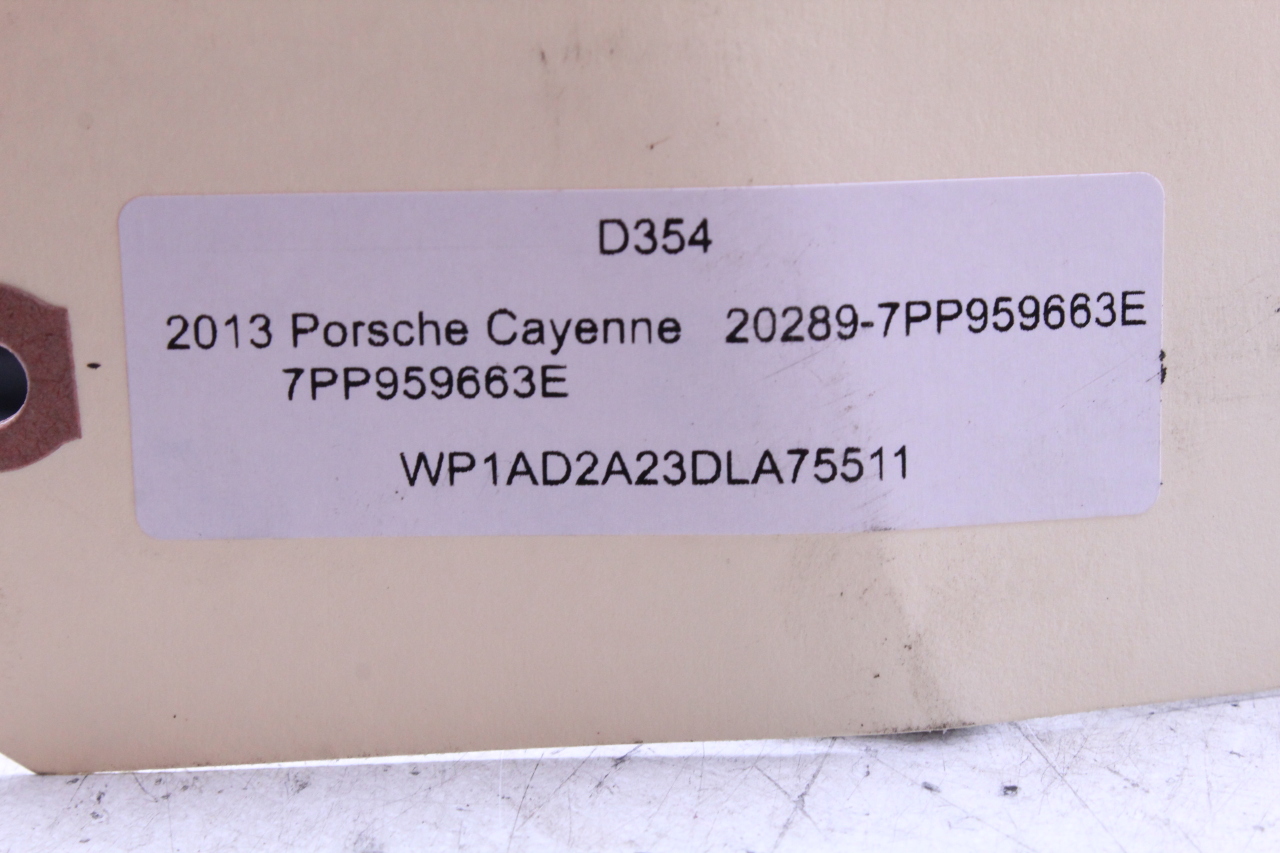 D354
2013 Porsche Cayenne 20289-7PP959663E
7PP959663E
WP1AD2A23DLA75511